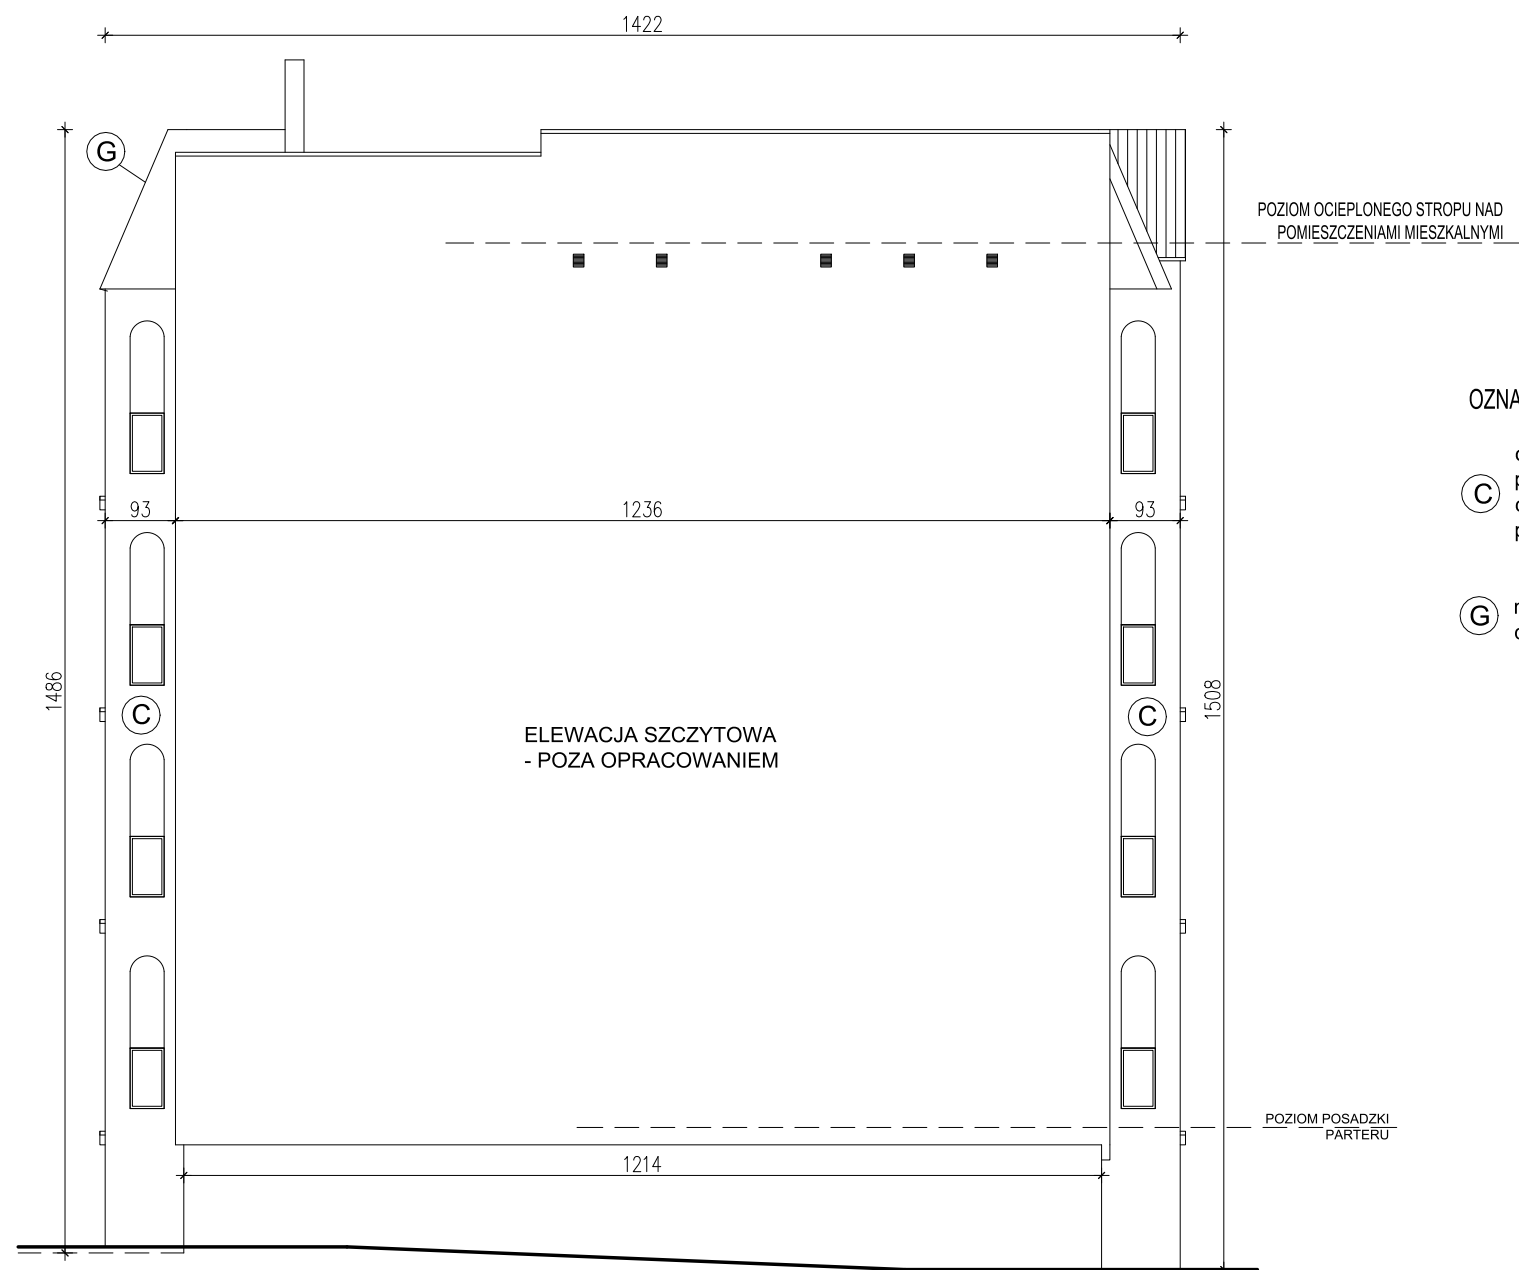 1422
G
POZIOM OCIEPLONEGO STROPU NAD
POMIESZCZENIAMI MIESZKALNYMI
OZNA
C
p
G
93
1236
93
1486
1508
C
C
ELEWACJA SZCZYTOWA
- POZA OPRACOWANIEM
POZIOM POSADZKI
PARTERU
1214